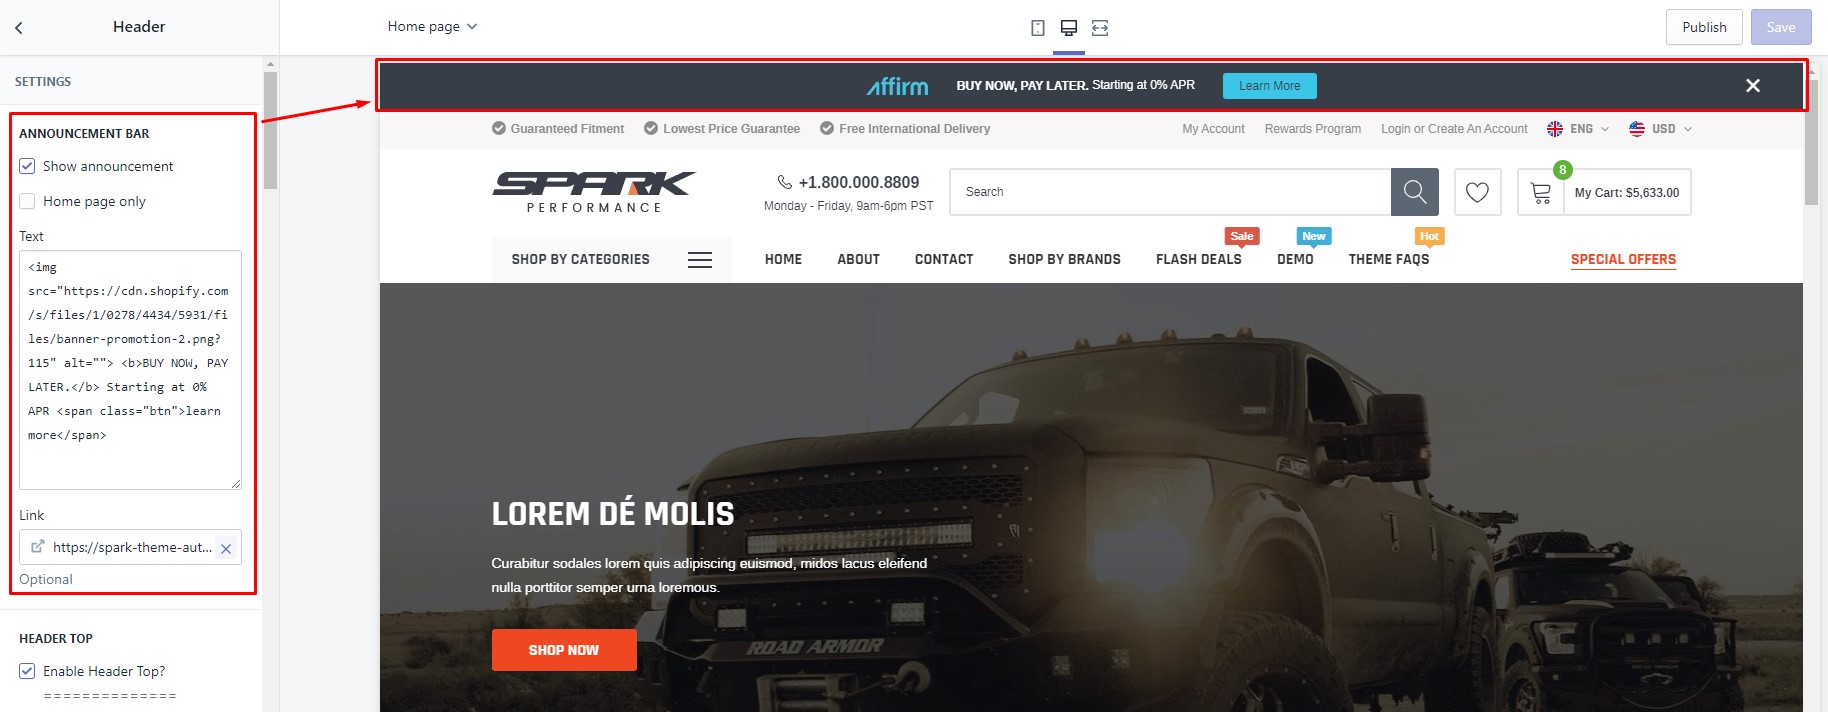 Header
Home page
Publish
Save
SETTINGS
ANNOUNCEMENT BAR
Show announcement
Home page only
Text
<img
src="https://cdn.shopify.com
/s/files/1/0278/4434/5931/fi
les/banner-promotion-2.png?
115" alt=""> <b>BUY NOW, PAY
LATER.</b> Starting at 0%
APR <span class="btn">learn
more</span>
Link
https://spark-theme-aut...
Optional
HEADER TOP
Enable Header Top?
==============
affirm BUY NOW, PAY LATER. Starting at 0% APR Learn More
Guaranteed Fitment Lowest Price Guarantee Free International Delivery My Account Rewards Program Login or Create An Account ENG USD
SPARK
PERFORMANCE
+1.800.000.8809
Monday - Friday, 9am-6pm PST
Search
8
My Cart: $5,633.00
Sale New Hot
SHOP BY CATEGORIES HOME ABOUT CONTACT SHOP BY BRANDS FLASH DEALS DEMO THEME FAQS SPECIAL OFFERS
LOREM DÉ MOLIS
Curabitur sodales lorem quis adipiscing euismod, midos lacus eleifend
nulla porttitor semper urna loremous.
SHOP NOW
ROAD ARMOR